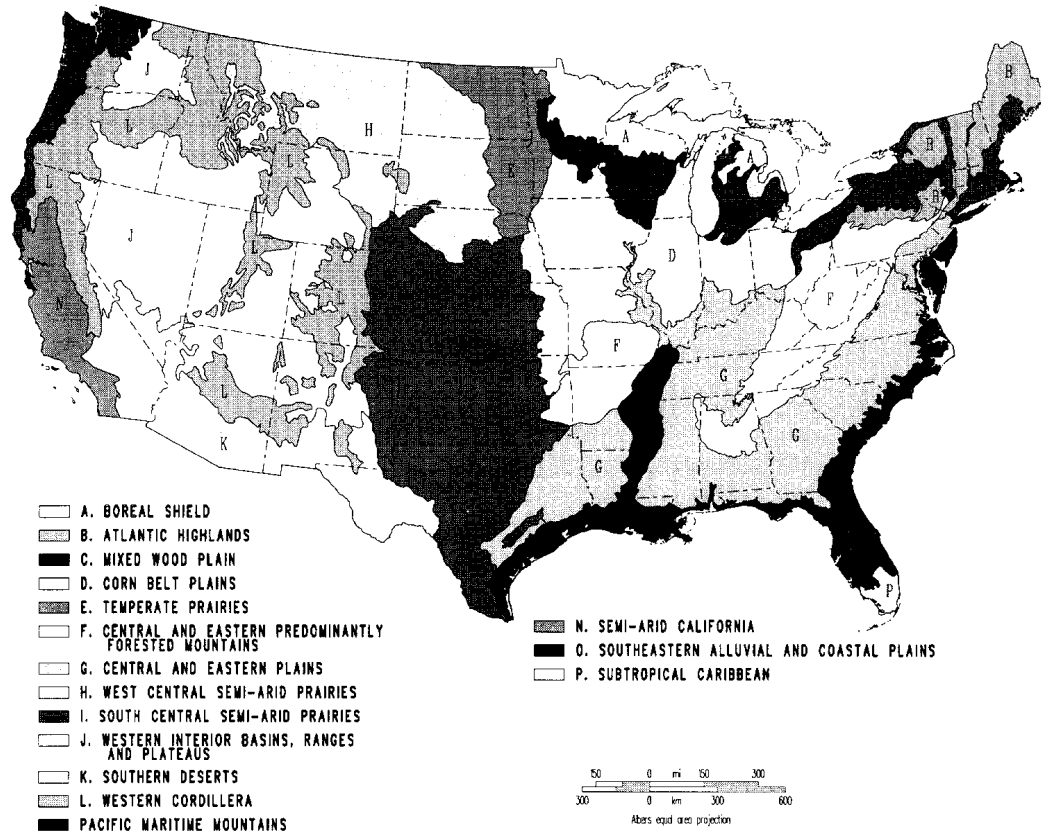 B
L
J
B
H
A
A
L
L
E
B
L
J
L
D
F
L
N
F
L
G
K
G
G
P
A. BOREAL SHIELD
B. ATLANTIC HIGHLANDS
C. MIXED WOOD PLAIN
D. CORN BELT PLAINS
E. TEMPERATE PRAIRIES
F. CENTRAL AND EASTERN PREDOMINANTLY
FORESTED MOUNTAINS
G. CENTRAL AND EASTERN PLAINS
H. WEST CENTRAL SEMI-ARID PRAIRIES
I. SOUTH CENTRAL SEMI-ARID PRAIRIES
J. WESTERN INTERIOR BASINS, RANGES
AND PLATEAUS
K. SOUTHERN DESERTS
L. WESTERN CORDILLERA
PACIFIC MARITIME MOUNTAINS
N. SEMI-ARID CALIFORNIA
O. SOUTHEASTERN ALLUVIAL AND COASTAL PLAINS
P. SUBTROPICAL CARIBBEAN
150 0 mi 150 300
300 0 km 300 600
Albers equal area projection